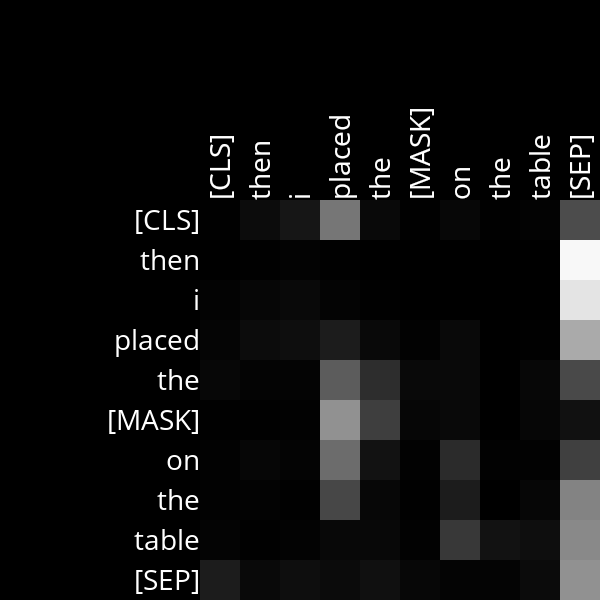 [CLS] then i placed the [MASK] on the table [SEP]
[CLS]
then
i
placed
the
[MASK]
on
the
table
[SEP]